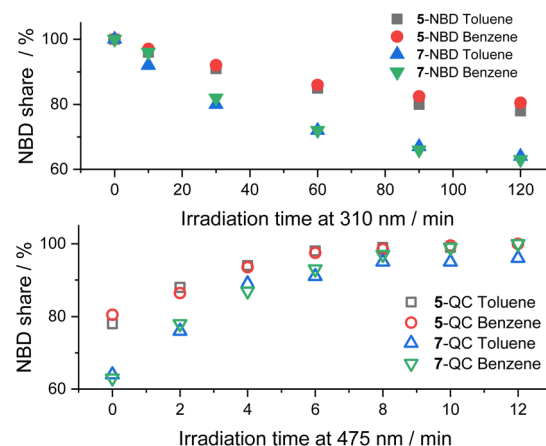 100
80
60
NBD share / %
5-NBD Toluene
5-NBD Benzene
7-NBD Toluene
7-NBD Benzene
0 20 40 60 80 100 120
Irradiation time at 310 nm / min
100
80
60
NBD share / %
5-QC Toluene
5-QC Benzene
7-QC Toluene
7-QC Benzene
0 2 4 6 8 10 12
Irradiation time at 475 nm / min